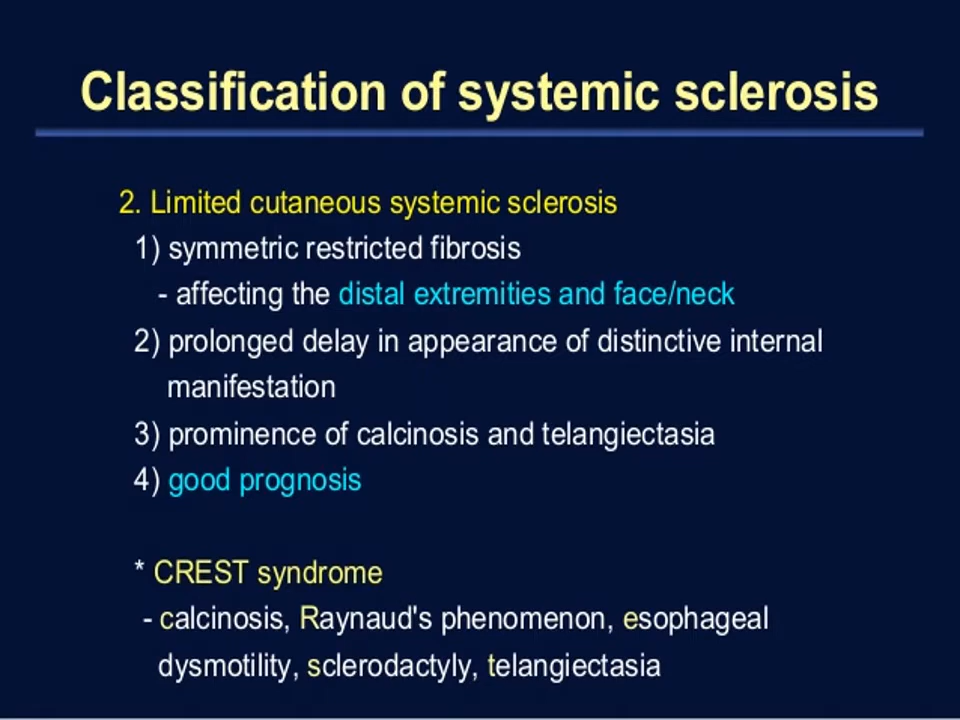 Classification of systemic sclerosis
2. Limited cutaneous systemic sclerosis
1) symmetric restricted fibrosis
- affecting the distal extremities and face/neck
2) prolonged delay in appearance of distinctive internal
manifestation
3) prominence of calcinosis and telangiectasia
4) good prognosis
* CREST syndrome
- calcinosis, Raynaud's phenomenon, esophageal
dysmotility, sclerodactyly, telangiectasia